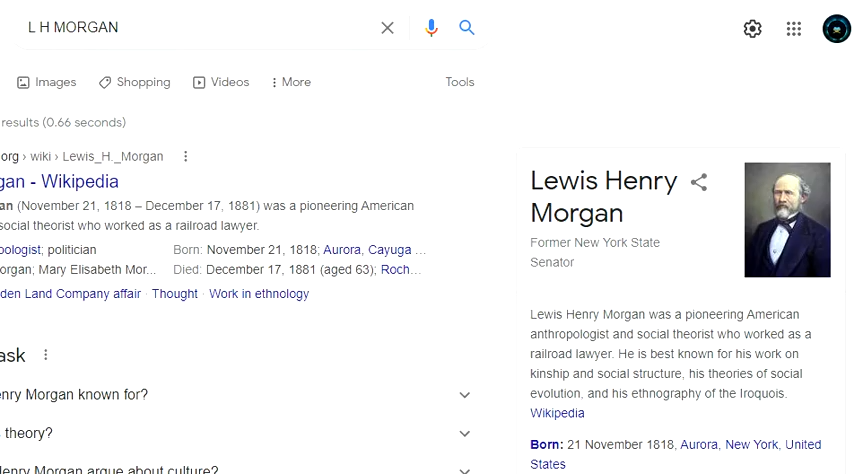 L H MORGAN
Images Shopping Videos More Tools
results (0.66 seconds)
org › wiki › Lewis_H._Morgan
gan - Wikipedia
an (November 21, 1818 – December 17, 1881) was a pioneering American
social theorist who worked as a railroad lawyer.
pologist; politician Born: November 21, 1818; Aurora, Cayuga ...
organ; Mary Elisabeth Mor... Died: December 17, 1881 (aged 63); Roch...
den Land Company affair · Thought · Work in ethnology
ask
enry Morgan known for?
theory?
Henry Morgan argue about culture?
Lewis Henry
Morgan
Former New York State
Senator
Lewis Henry Morgan was a pioneering American
anthropologist and social theorist who worked as a
railroad lawyer. He is best known for his work on
kinship and social structure, his theories of social
evolution, and his ethnography of the Iroquois.
Wikipedia
Born: 21 November 1818, Aurora, New York, United
States